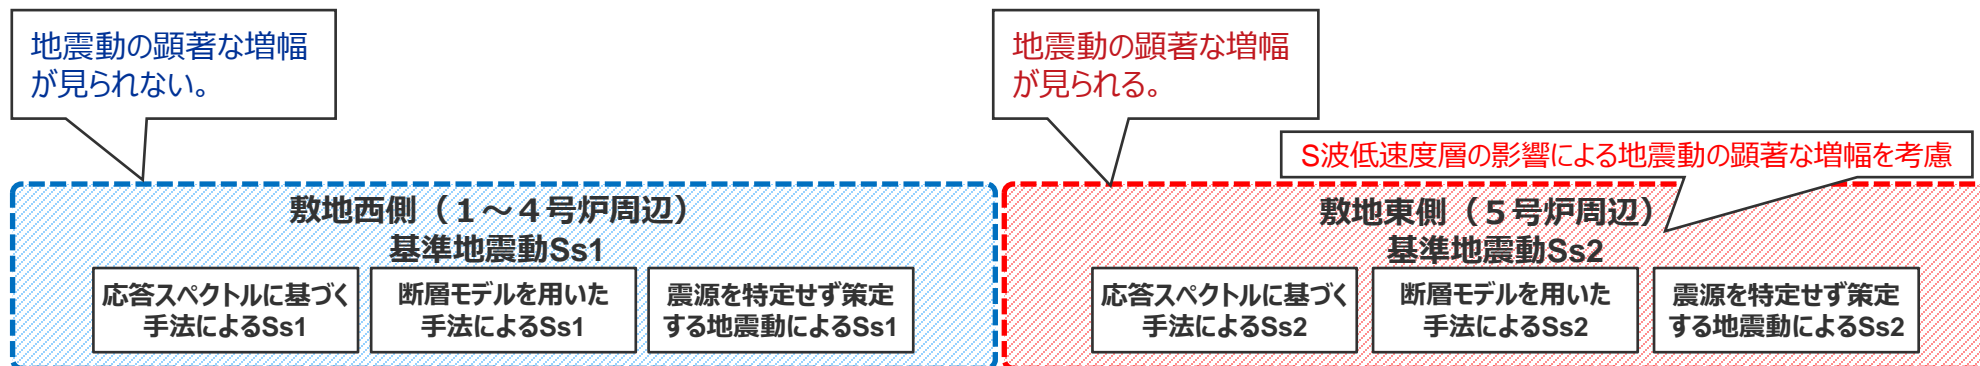 地震動の顕著な増幅
が見られない。
地震動の顕著な増幅
が見られる。
S波低速度層の影響による地震動の顕著な増幅を考慮
敷地西側（１～４号炉周辺）
基準地震動Ss1
応答スペクトルに基づく
手法によるSs1
断層モデルを用いた
手法によるSs1
震源を特定せず策定
する地震動によるSs1
敷地東側（５号炉周辺）
基準地震動Ss2
応答スペクトルに基づく
手法によるSs2
断層モデルを用いた
手法によるSs2
震源を特定せず策定
する地震動によるSs2